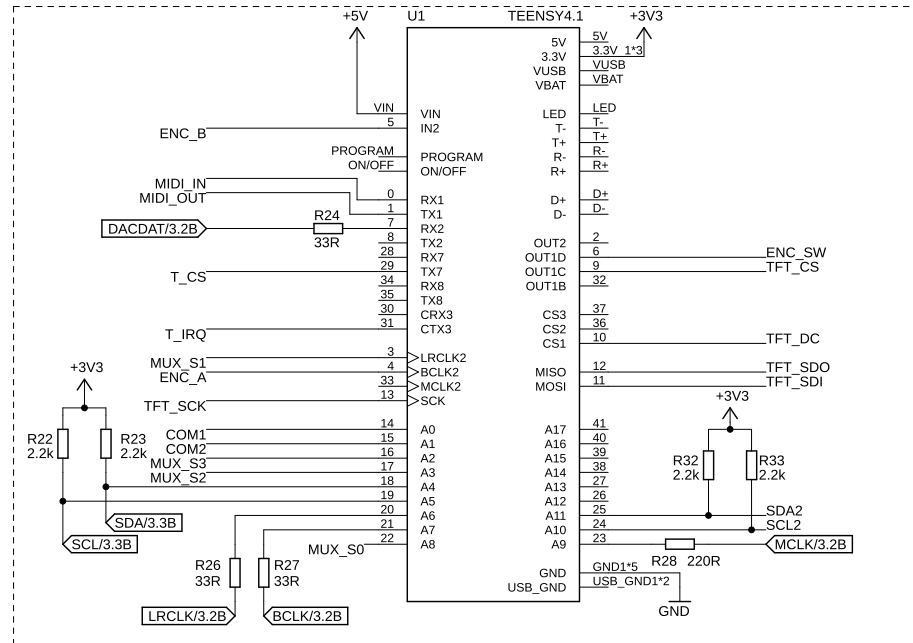 +5V U1 TEENSY4.1 +3V3
5V 5V
3.3V 3.3V 1*3
VUSB VUSB
VBAT VBAT
VIN VIN LED LED
ENC_B 5 IN2 T- T-
T+ T+
PROGRAM PROGRAM R- R-
ON/OFF ON/OFF R+ R+
MIDI_IN 0 RX1 D+ D+
MIDI_OUT 1 TX1 D- D-
DACDAT/3.2B R24 33R 7 RX2
8 TX2 OUT2 2
28 RX7 OUT1D 6 ENC_SW
T_CS 29 TX7 OUT1C 9 TFT_CS
34 RX8 OUT1B 32
35 TX8
30 CRX3 CS3 37
T_IRQ 31 CTX3 CS2 36
CS1 10 TFT_DC
MUX_S1 3 LRCLK2
ENC_A 4 BCLK2 MISO 12 TFT_SDO
33 MCLK2 MOSI 11 TFT_SDI
TFT_SCK 13 SCK
+3V3 +3V3
COM1 14 A0 A17 41
R22 2.2k R23 2.2k COM2 15 A1 A16 40
MUX_S3 16 A2 A15 39 R32 2.2k R33 2.2k
MUX_S2 17 A3 A14 38
18 A4 A13 27
19 A5 A12 26
SDA/3.3B 20 A6 A11 25 SDA2
21 A7 A10 24 SCL2
SCL/3.3B MUX_S0 22 A8 A9 23 R28 220R MCLK/3.2B
R26 33R R27 33R GND GND1*5
USB_GND USB_GND1*2
LRCLK/3.2B BCLK/3.2B GND